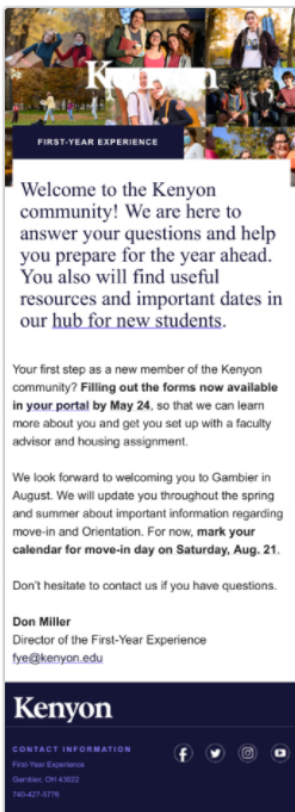 Kenyon
FIRST-YEAR EXPERIENCE
Welcome to the Kenyon
community! We are here to
answer your questions and help
you prepare for the year ahead.
You also will find useful
resources and important dates in
our hub for new students.
Your first step as a new member of the Kenyon
community? Filling out the forms now available
in your portal by May 24, so that we can learn
more about you and get you set up with a faculty
advisor and housing assignment.
We look forward to welcoming you to Gambier in
August. We will update you throughout the spring
and summer about important information regarding
move-in and Orientation. For now, mark your
calendar for move-in day on Saturday, Aug. 21.
Don't hesitate to contact us if you have questions.
Don Miller
Director of the First-Year Experience
fye@kenyon.edu
Kenyon
CONTACT INFORMATION
First-Year Experience
Gambier, OH 43022
740-427-5776